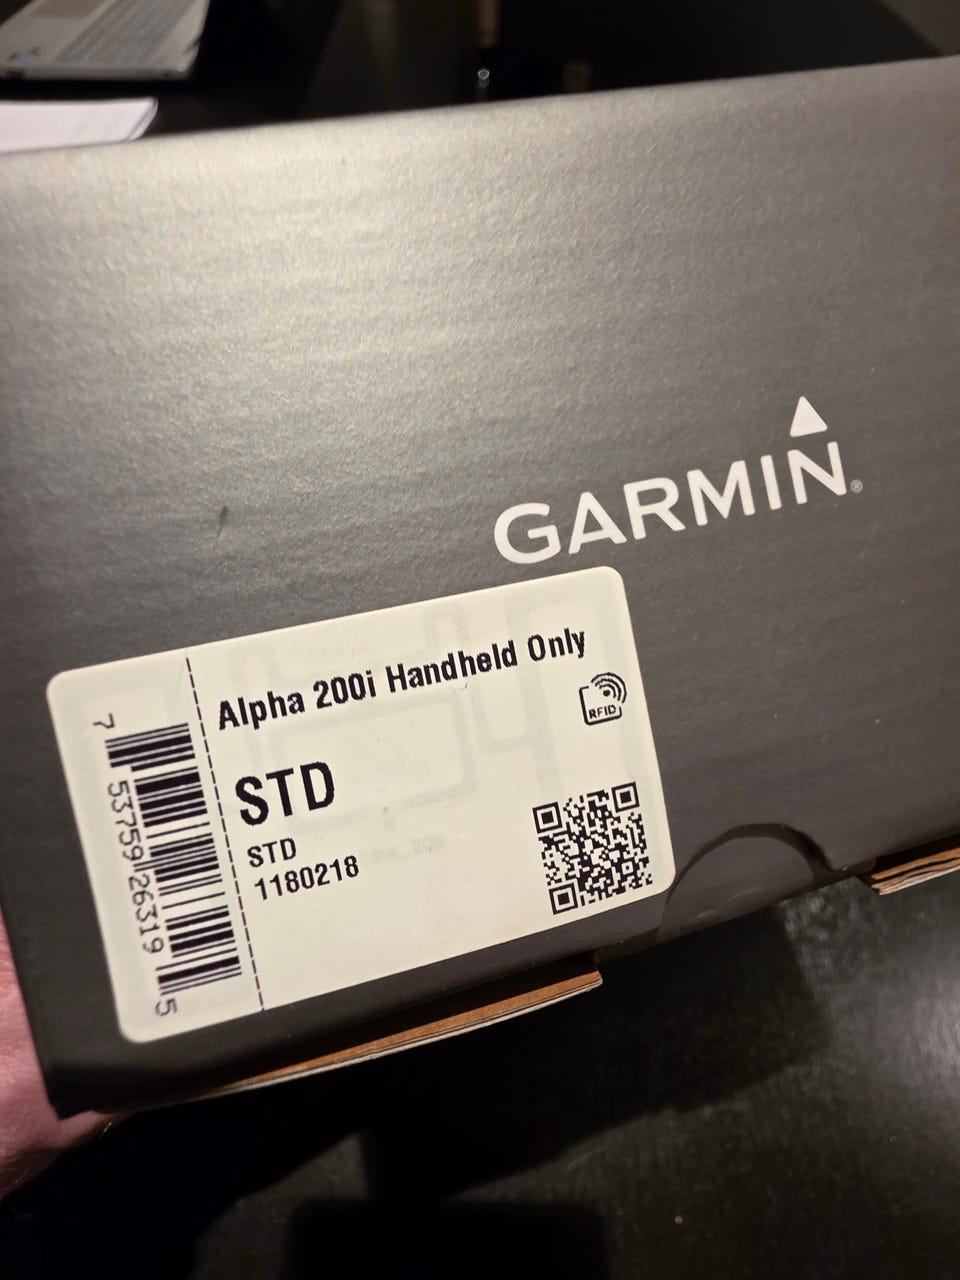 GARMIN®
Alpha 200i Handheld Only
RFID
STD
STD
1180218
7 53759 26319 5